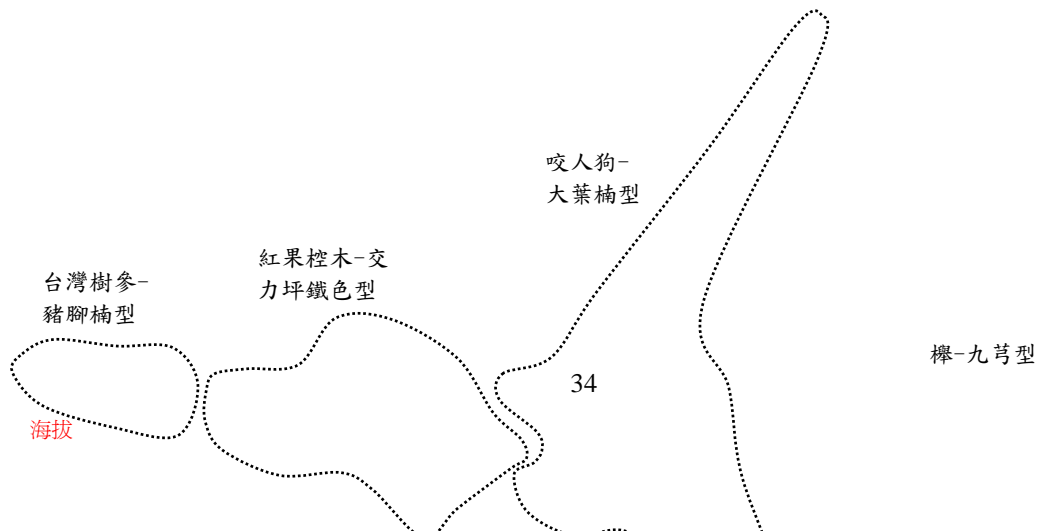 咬人狗-
大葉楠型
紅果椌木-交
力坪鐵色型
台灣樹參-
豬腳楠型
櫸-九芎型
34
海拔